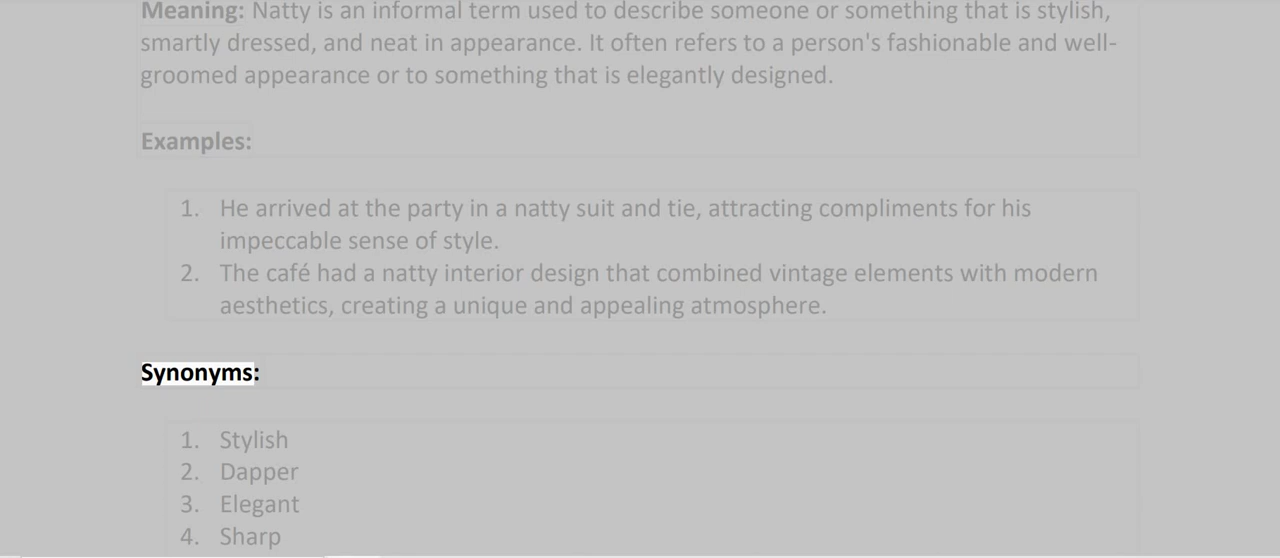 Meaning: Natty is an informal term used to describe someone or something that is stylish,
smartly dressed, and neat in appearance. It often refers to a person's fashionable and well-
groomed appearance or to something that is elegantly designed.
Examples:
1. He arrived at the party in a natty suit and tie, attracting compliments for his
impeccable sense of style.
2. The café had a natty interior design that combined vintage elements with modern
aesthetics, creating a unique and appealing atmosphere.
Synonyms:
1. Stylish
2. Dapper
3. Elegant
4. Sharp